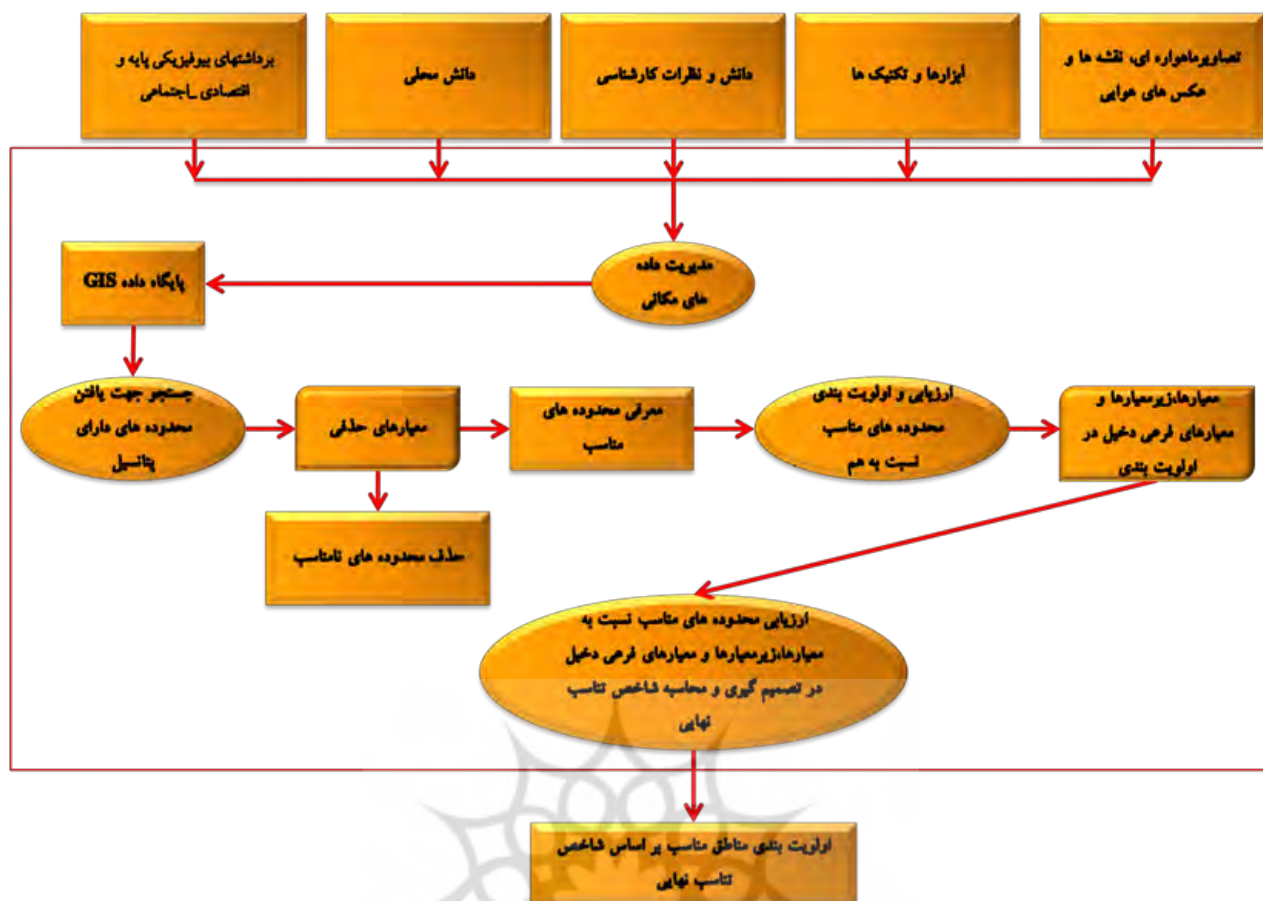 تصاویرماهواره ای، نقشه ها و
عکس های هوایی
ابزارها و تکنیک ها
دانش و نظرات کارشناسی
دانش محلی
برداشتهای بیوفیزیکی پایه و
اقتصادی _اجتماعی
مدیریت داده
های مکانی
پایگاه داده GIS
جستجو جهت یافتن
محدوده های دارای
پتانسیل
معیارهای حذفی
معرفی محدوده های
مناسب
ارزیابی و اولویت بندی
محدوده های مناسب
نسبت به هم
معیارها،زیرمعیارها و
معیارهای فرعی دخیل در
اولویت بندی
حذف محدوده های نامناسب
ارزیابی محدوده های مناسب نسبت به
معیارها،زیرمعیارها و معیارهای فرعی دخیل
در تصمیم گیری و محاسبه شاخص تناسب
نهایی
اولویت بندی مناطق مناسب بر اساس شاخص
تناسب نهایی